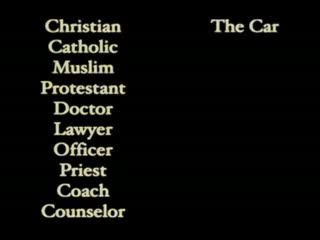 Christian
Catholic
Muslim
Protestant
Doctor
Lawyer
Officer
Priest
Coach
Counselor
The Car